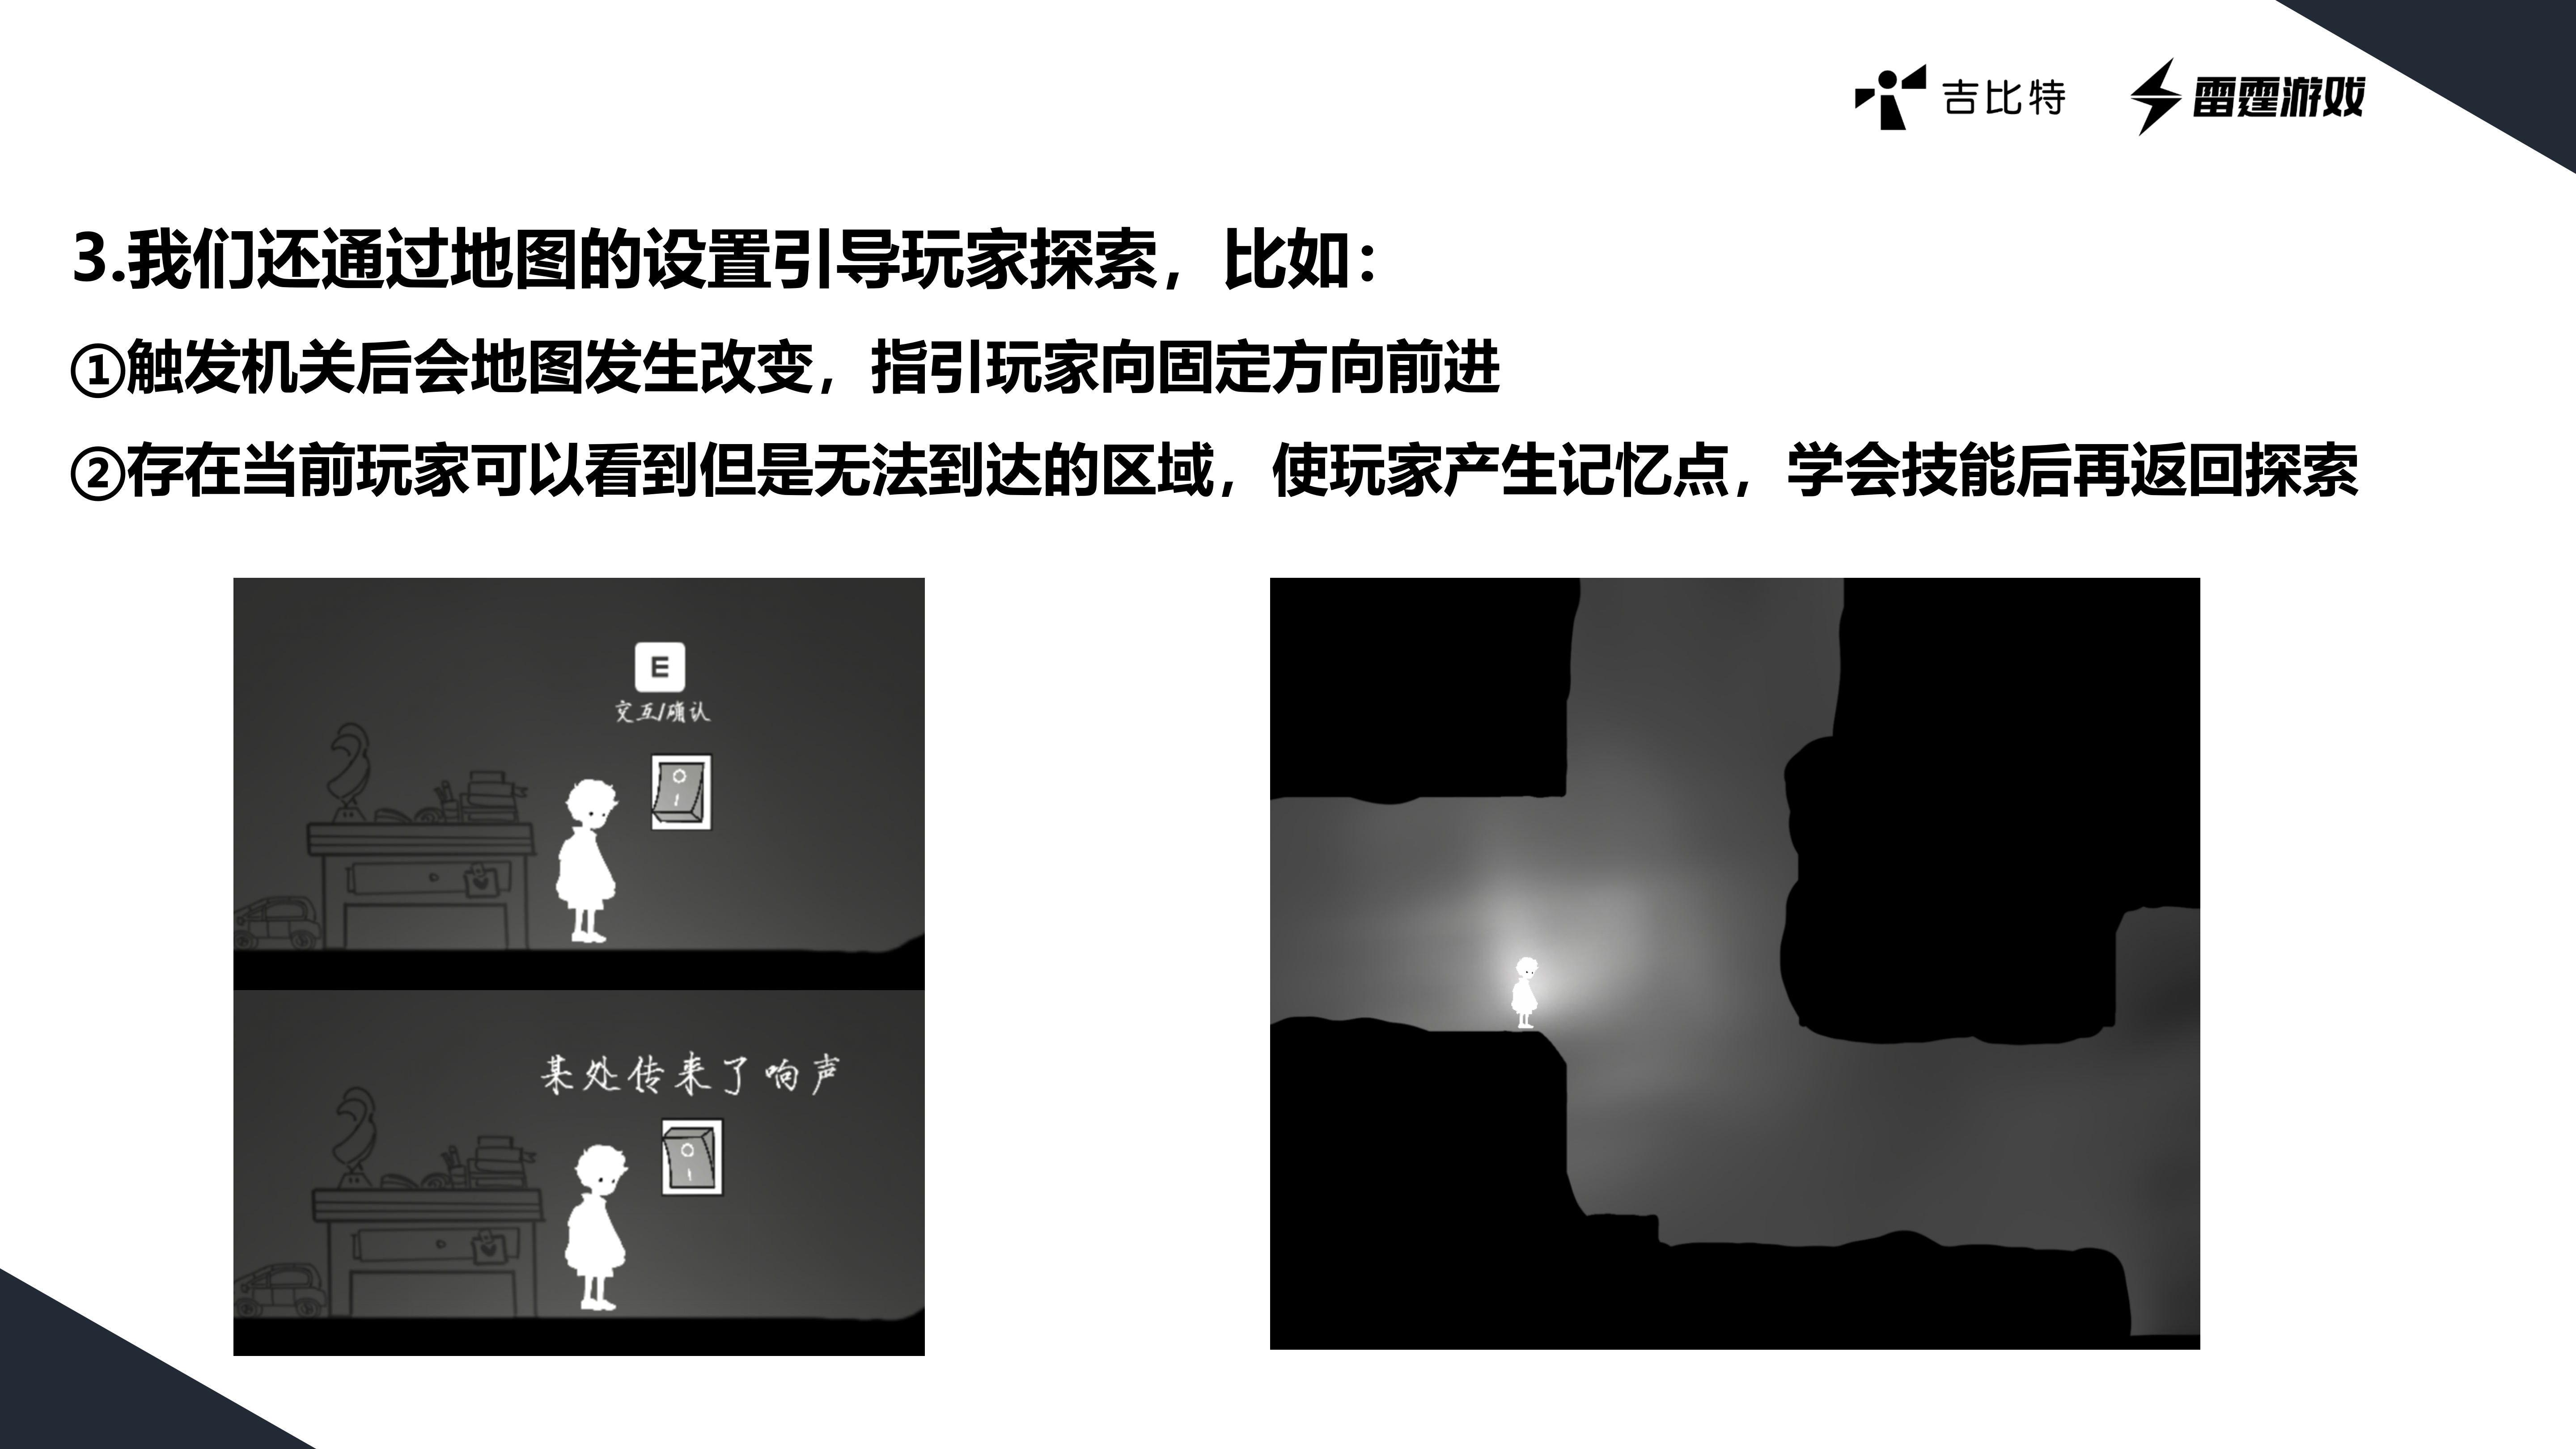 吉比特 雷霆游戏
3.我们还通过地图的设置引导玩家探索，比如：
①触发机关后会地图发生改变，指引玩家向固定方向前进
②存在当前玩家可以看到但是无法到达的区域，使玩家产生记忆点，学会技能后再返回探索
E
交互/确认
某处传来了响声